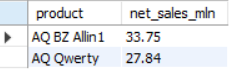 product net_sales_mln
AQ BZ Allin1 33.75
AQ Qwerty 27.84